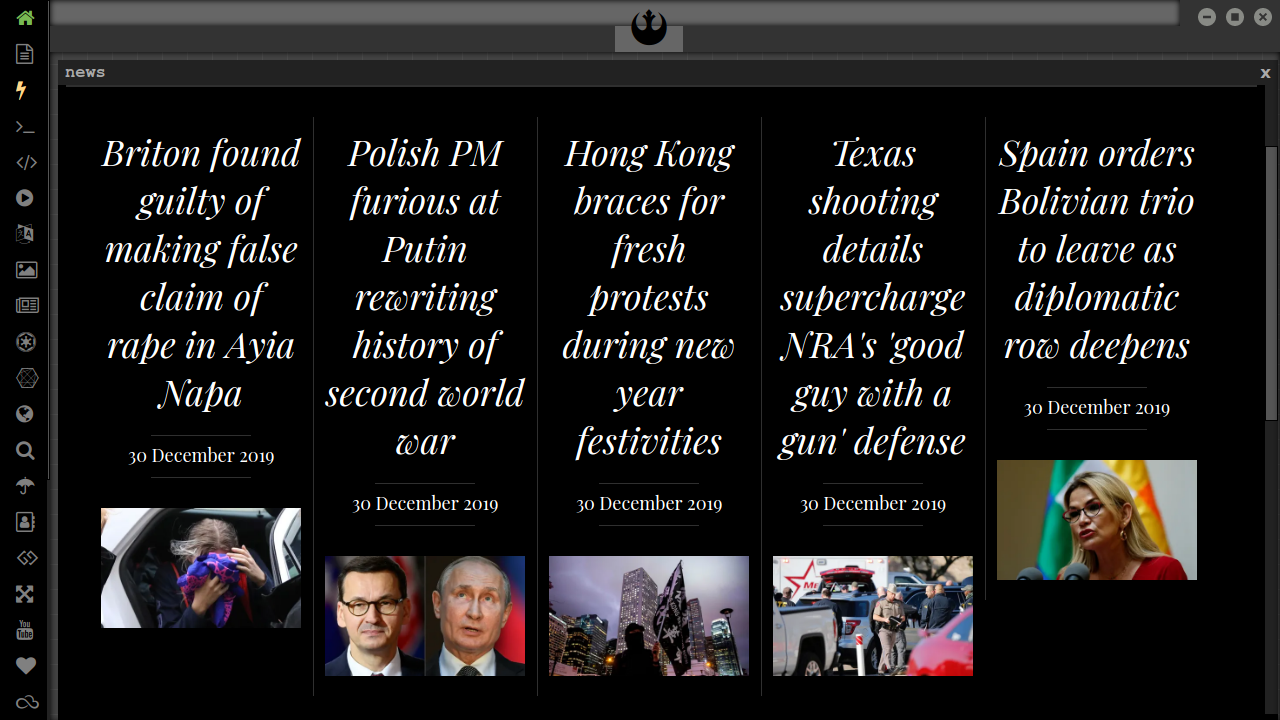 news
x
Briton found
guilty of
making false
claim of
rape in Ayia
Napa
30 December 2019
Polish PM
furious at
Putin
rewriting
history of
second world
war
30 December 2019
Hong Kong
braces for
fresh
protests
during new
year
festivities
30 December 2019
Texas
shooting
details
supercharge
NRA's 'good
guy with a
gun' defense
30 December 2019
Spain orders
Bolivian trio
to leave as
diplomatic
row deepens
30 December 2019
You
Tube